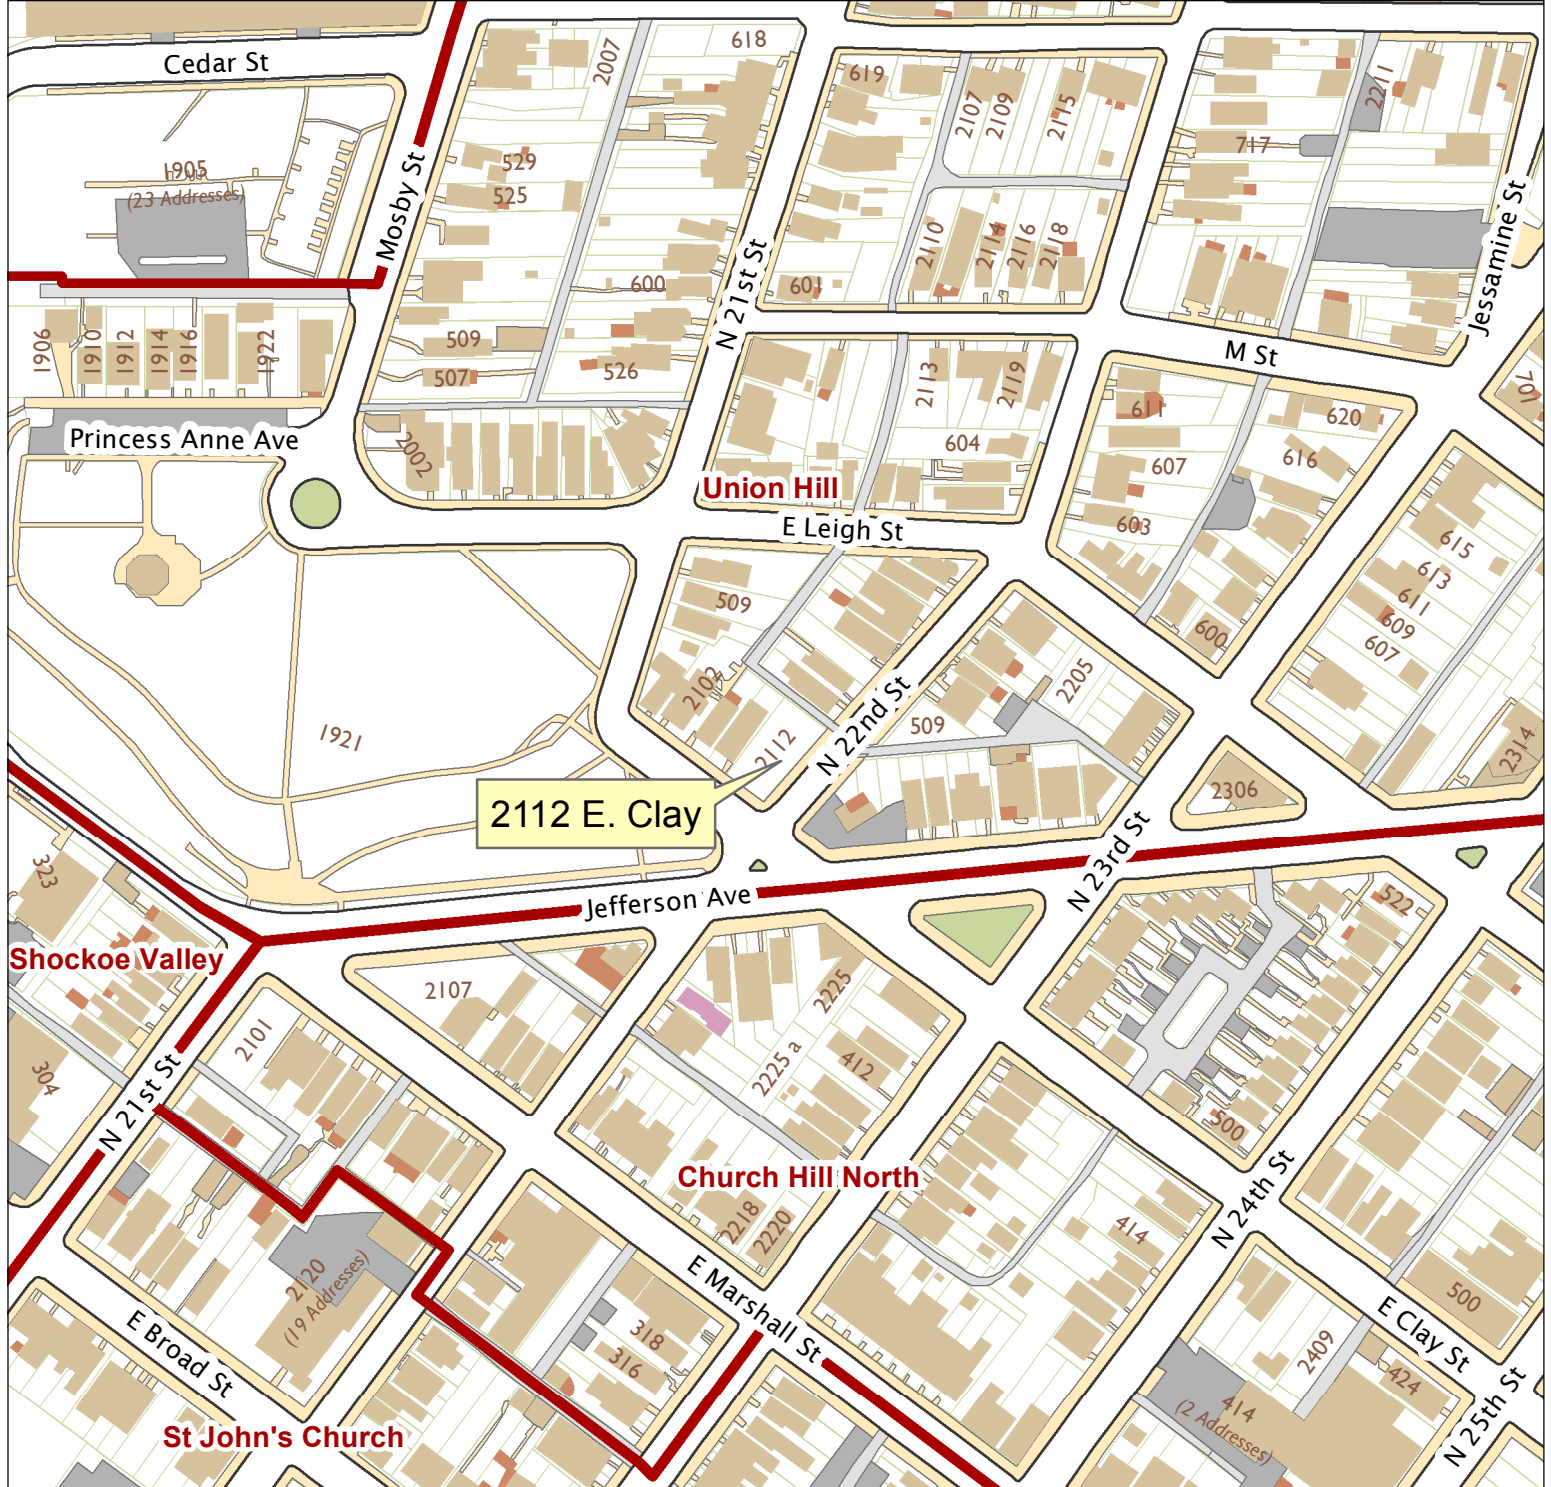 Cedar St
2007
618
619
2107
2109
2115
2211
717
1905
(23 Addresses)
529
525
Mosby St
Jessamine St
2110
2114
2116
2118
N 21st St
600
601
1906
1910
1912
1914
1916
1922
509
507
526
2113
2119
M St
701
611
620
Princess Anne Ave
2002
604
607
616
Union Hill
603
E Leigh St
615
613
611
609
607
509
600
2102
2205
1921
2112
N 22nd St
509
2314
2306
2112 E. Clay
N 23rd St
323
Jefferson Ave
522
Shockoe Valley
2107
2225
2101
2225 a
412
304
N 21st St
500
Church Hill North
2218
2220
414
N 24th St
2120
(19 Addresses)
E Marshall St
500
E Clay St
E Broad St
318
316
2409
424
414
(2 Addresses)
N 25th St
St John's Church